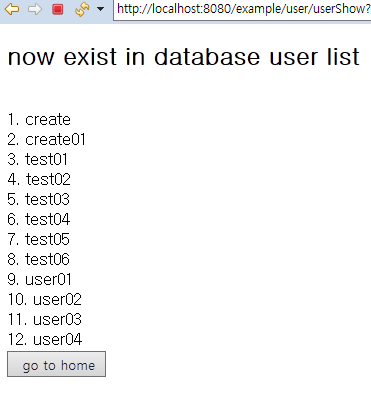 http://localhost:8080/example/user/userShow?
now exist in database user list
1. create
2. create01
3. test01
4. test02
5. test03
6. test04
7. test05
8. test06
9. user01
10. user02
11. user03
12. user04
go to home